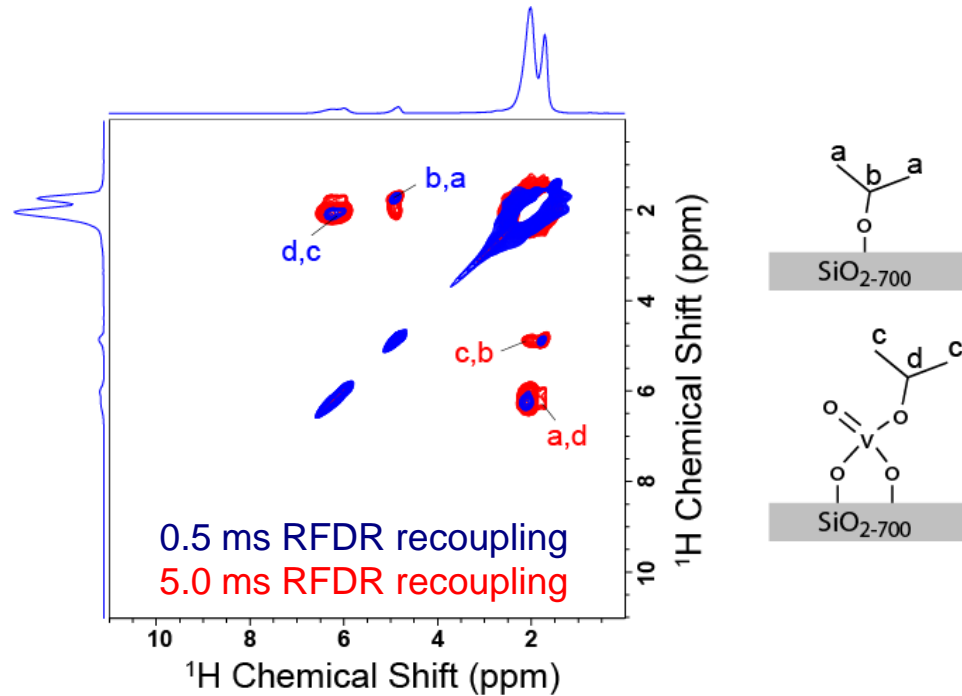 b,a
d,c
c,b
a,d
0.5 ms RFDR recoupling
5.0 ms RFDR recoupling
2
4
6
8
10
¹H Chemical Shift (ppm)
10
8
6
4
2
¹H Chemical Shift (ppm)
a
a
b
O
SiO₂₋₇₀₀
c
c
d
O
O
V
O
O
SiO₂₋₇₀₀